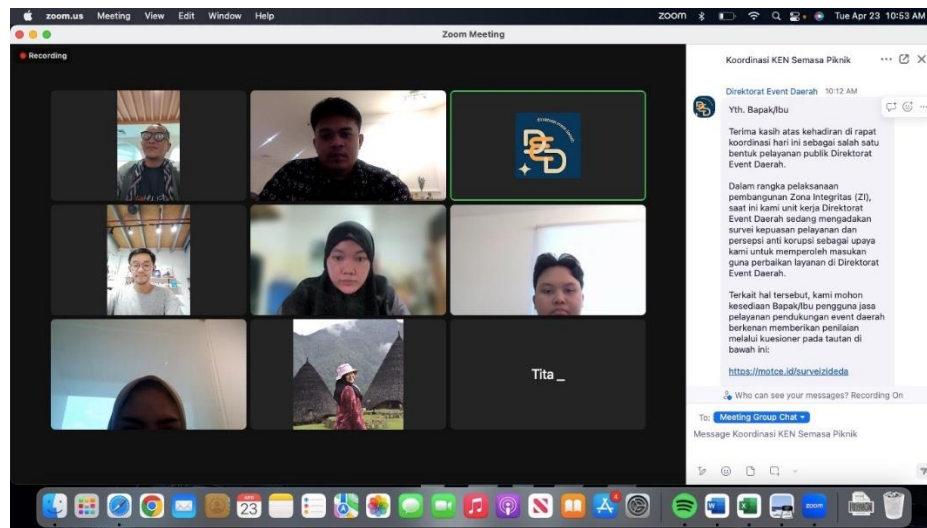 zoom.us Meeting View Edit Window Help
zoom
Tue Apr 23 10:53 AM
Zoom Meeting
Recording
DED
Tita _
Koordinasi KEN Semasa Piknik
Direktorat Event Daerah 10:12 AM
Yth. Bapak/Ibu
Terima kasih atas kehadiran di rapat
koordinasi hari ini sebagai salah satu
bentuk pelayanan publik Direktorat
Event Daerah.
Dalam rangka pelaksanaan
pembangunan Zona Integritas (ZI),
saat ini kami unit kerja Direktorat
Event Daerah sedang mengadakan
survei kepuasan pelayanan dan
persepsi anti korupsi sebagai upaya
kami untuk memperoleh masukan
guna perbaikan layanan di Direktorat
Event Daerah.
Terkait hal tersebut, kami mohon
kesediaan Bapak/Ibu pengguna jasa
pelayanan pendukungan event daerah
berkenan memberikan penilaian
melalui kuesioner pada tautan di
bawah ini:
https://motce.id/surveizideda
Who can see your messages? Recording On
To: Meeting Group Chat
Message Koordinasi KEN Semasa Piknik
APR
23
zoom